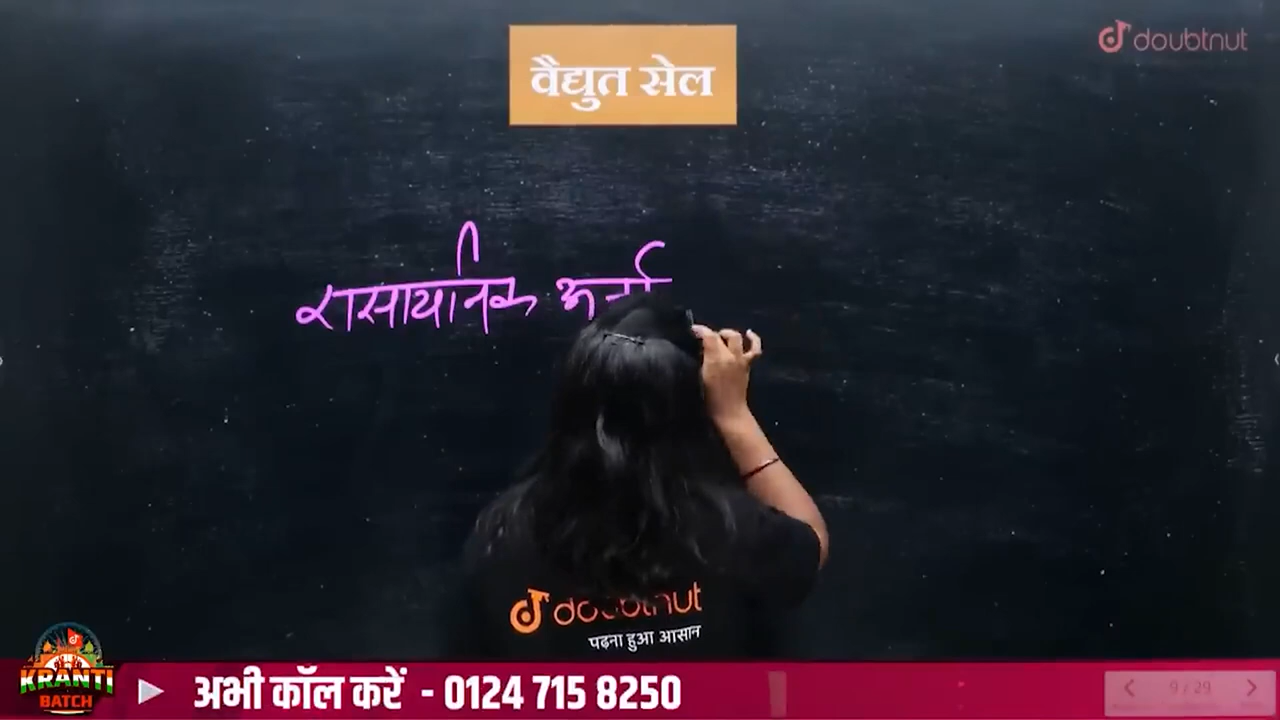 वैद्युत सेल
doubtnut
रासायनिक ऊर्जा
doubtnut
पढ़ना हुआ आसान
KRANTI
BATCH
अभी कॉल करें - 0124 715 8250
9 / 29